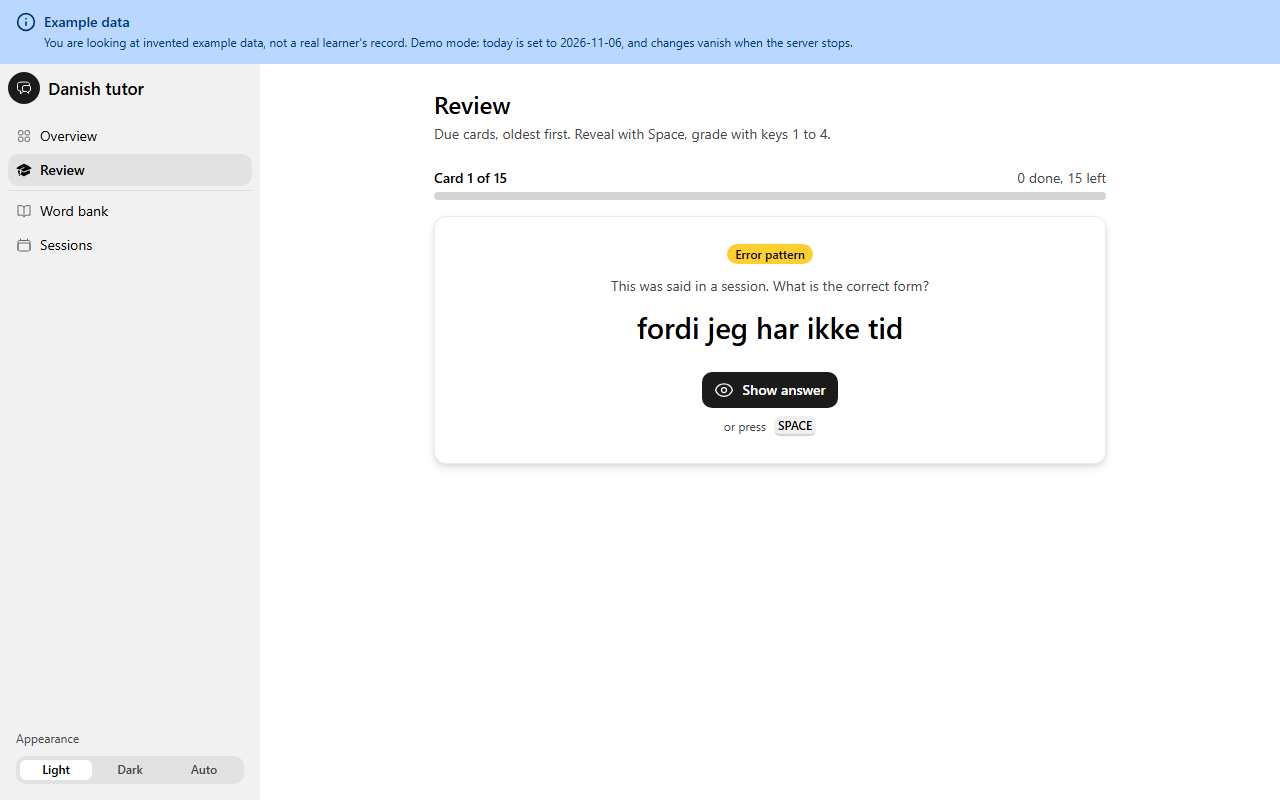 Example data
You are looking at invented example data, not a real learner's record. Demo mode: today is set to 2026-11-06, and changes vanish when the server stops.
Danish tutor
Overview
Review
Word bank
Sessions
Appearance
Light Dark Auto
Review
Due cards, oldest first. Reveal with Space, grade with keys 1 to 4.
Card 1 of 15 0 done, 15 left
Error pattern
This was said in a session. What is the correct form?
fordi jeg har ikke tid
Show answer
or press SPACE